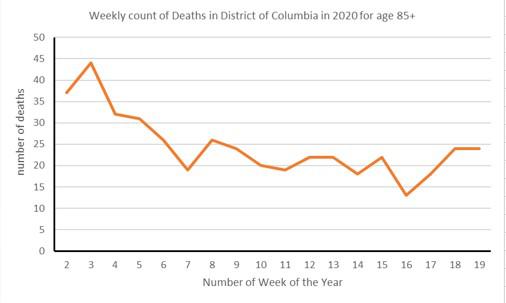 Weekly count of Deaths in District of Columbia in 2020 for age 85+
number of deaths
50
45
40
35
30
25
20
15
10
5
0
2 3 4 5 6 7 8 9 10 11 12 13 14 15 16 17 18 19
Number of Week of the Year